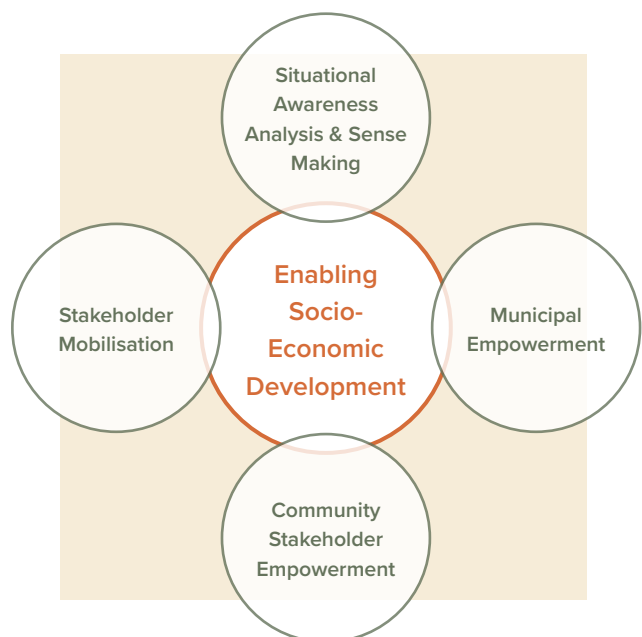 Situational
Awareness
Analysis & Sense
Making
Enabling
Socio-
Economic
Development
Stakeholder
Mobilisation
Municipal
Empowerment
Community
Stakeholder
Empowerment